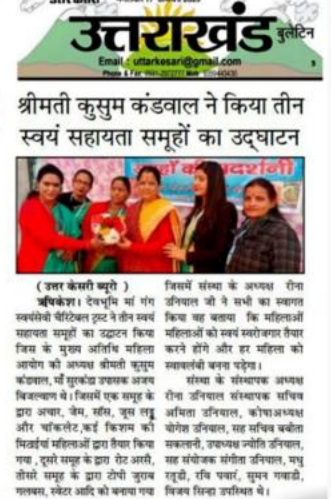 उत्तराखंड
बुलेटिन
Email : uttarkesari@gmail.com
श्रीमती कुसुम कंडवाल ने किया तीन
स्वयं सहायता समूहों का उद्घाटन
( उत्तर केसरी ब्यूरो )
ऋषिकेश। देवभूमि मां गंग
स्वयंसेवी चैरिटेबल ट्रस्ट ने तीन स्वयं
सहायता समूहों का उद्घाटन किया
जिस के मुख्य अतिथि महिला
आयोग की अध्यक्ष श्रीमती कुसुम
कंडवाल, माँ सुरकंडा उपासक अजय
बिजल्वाण थे। जिसमें एक समूह के
द्वारा अचार, जेम, सॉस, जूस लड्डू
और चॉकलेट,कई किशम की
मिठाईयां महिलाओं द्वारा तैयार किया
गया , दूसरे समूह के द्वारा रोट अरसै,
तीसरे समूह के द्वारा टोपी जुराब
गलबस, स्वेटर आदि को बनाया गया
जिसमें संस्था के अध्यक्ष रीना
उनियाल जी ने सभी का स्वागत
किया वह बताया कि महिलाओं
महिलाओं को स्वयं स्वरोजगार तैयार
करने होंगे और हर महिला को
स्वावलंबी बनना पड़ेगा।
संस्था के संस्थापक अध्यक्ष
रीना उनियाल संस्थापक सचिव
अमिता उनियाल, कोषाअध्यक्ष
योगेश उनियाल, सह सचिव बबीता
सकलानी, उपाध्यक्ष ज्योति उनियाल,
सह संयोजक संगीता उनियाल, मधु
रतूड़ी, रवि पवांर, सुमन गवाडी,
विजय सिरा उपस्थित थे